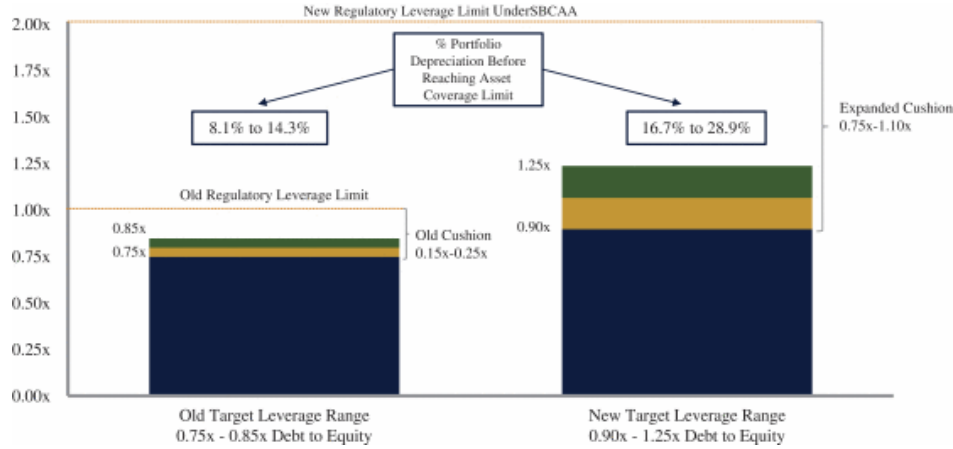 New Regulatory Leverage Limit UnderSBCAA
2.00x
1.75x
1.50x
1.25x
1.00x
0.75x
0.50x
0.25x
0.00x
% Portfolio
Depreciation Before
Reaching Asset
Coverage Limit
8.1% to 14.3%
16.7% to 28.9%
Expanded Cushion
0.75x-1.10x
Old Regulatory Leverage Limit
0.85x
0.75x
Old Cushion
0.15x-0.25x
1.25x
0.90x
Old Target Leverage Range
0.75x - 0.85x Debt to Equity
New Target Leverage Range
0.90x - 1.25x Debt to Equity